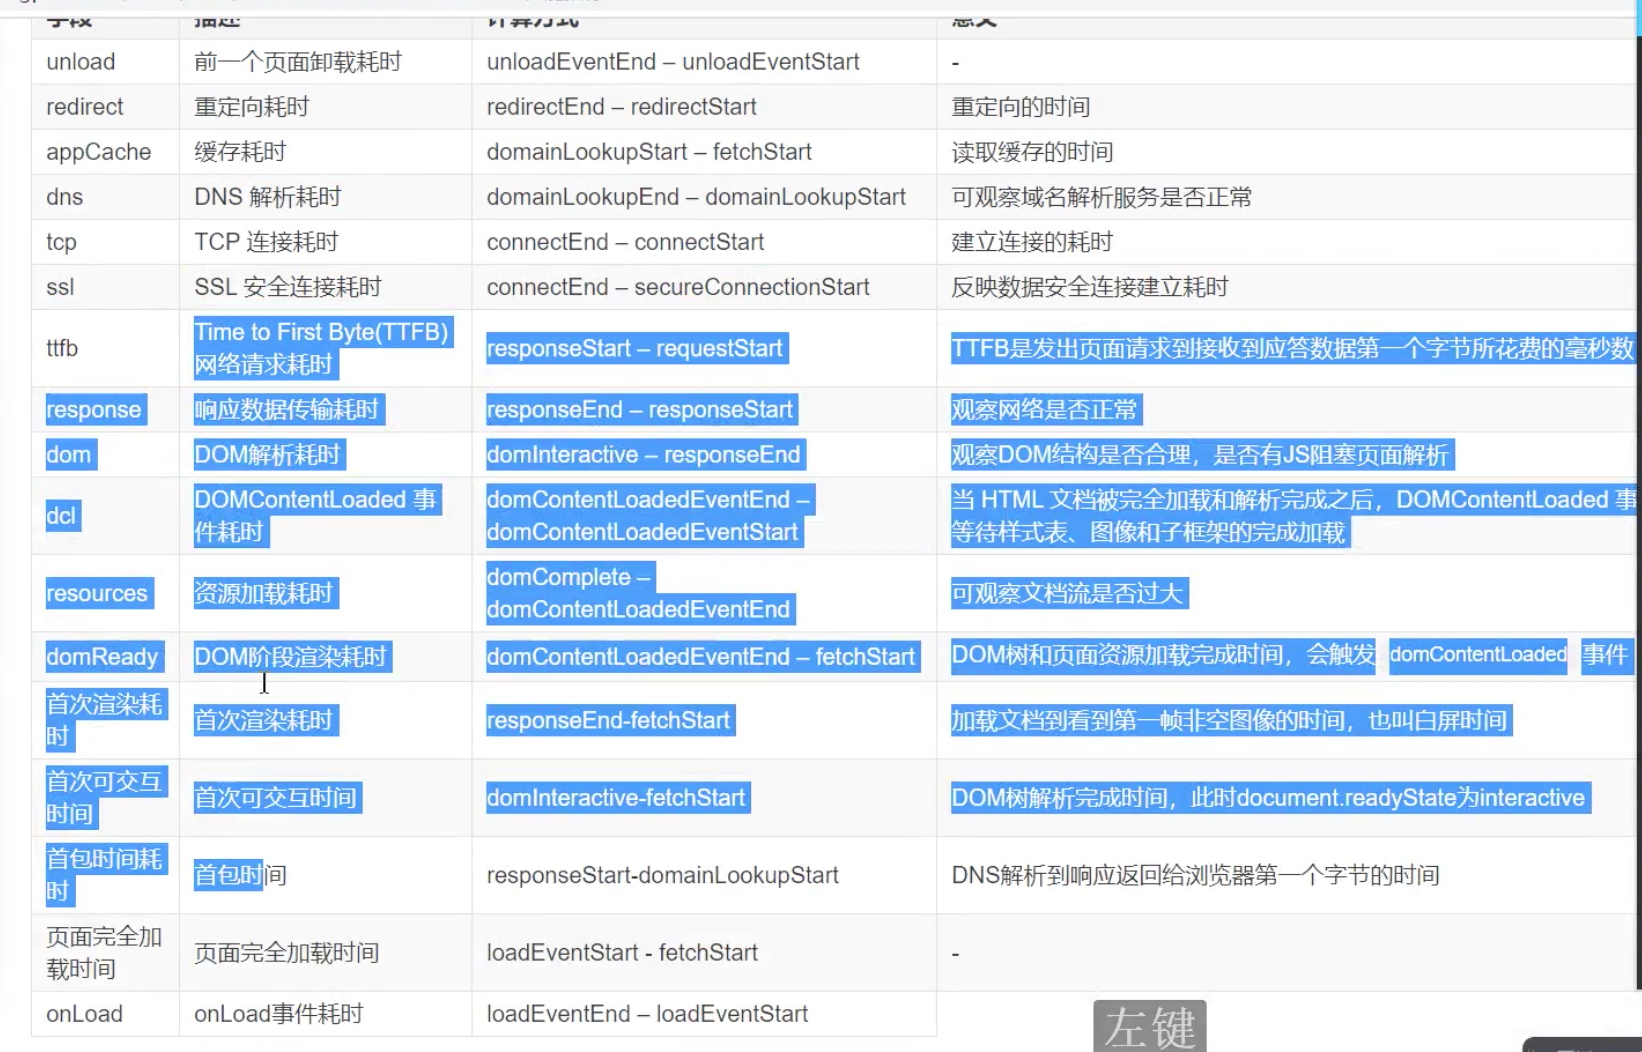 字段 描述 计算方式 意义
unload 前一个页面卸载耗时 unloadEventEnd – unloadEventStart -
redirect 重定向耗时 redirectEnd – redirectStart 重定向的时间
appCache 缓存耗时 domainLookupStart – fetchStart 读取缓存的时间
dns DNS 解析耗时 domainLookupEnd – domainLookupStart 可观察域名解析服务是否正常
tcp TCP 连接耗时 connectEnd – connectStart 建立连接的耗时
ssl SSL 安全连接耗时 connectEnd – secureConnectionStart 反映数据安全连接建立耗时
ttfb Time to First Byte(TTFB)
网络请求耗时 responseStart – requestStart TTFB是发出页面请求到接收到应答数据第一个字节所花费的毫秒数
response 响应数据传输耗时 responseEnd – responseStart 观察网络是否正常
dom DOM解析耗时 domInteractive – responseEnd 观察DOM结构是否合理，是否有JS阻塞页面解析
dcl DOMContentLoaded 事
件耗时 domContentLoadedEventEnd –
domContentLoadedEventStart 当 HTML 文档被完全加载和解析完成之后，DOMContentLoaded 事
等待样式表、图像和子框架的完成加载
resources 资源加载耗时 domComplete –
domContentLoadedEventEnd 可观察文档流是否过大
domReady DOM阶段渲染耗时 domContentLoadedEventEnd – fetchStart DOM树和页面资源加载完成时间，会触发 domContentLoaded 事件
首次渲染耗
时 首次渲染耗时 responseEnd-fetchStart 加载文档到看到第一帧非空图像的时间，也叫白屏时间
首次可交互
时间 首次可交互时间 domInteractive-fetchStart DOM树解析完成时间，此时document.readyState为interactive
首包时间耗
时 首包时间 responseStart-domainLookupStart DNS解析到响应返回给浏览器第一个字节的时间
页面完全加
载时间 页面完全加载时间 loadEventStart - fetchStart -
onLoad onLoad事件耗时 loadEventEnd – loadEventStart
左键